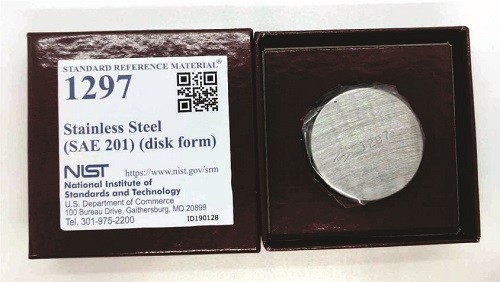 STANDARD REFERENCE MATERIAL®
1297
Stainless Steel
(SAE 201) (disk form)
NIST https://www.nist.gov/srm
National Institute of
Standards and Technology
U.S. Department of Commerce
100 Bureau Drive, Gaithersburg, MD 20899
Tel. 301-975-2200 ID190128
1297